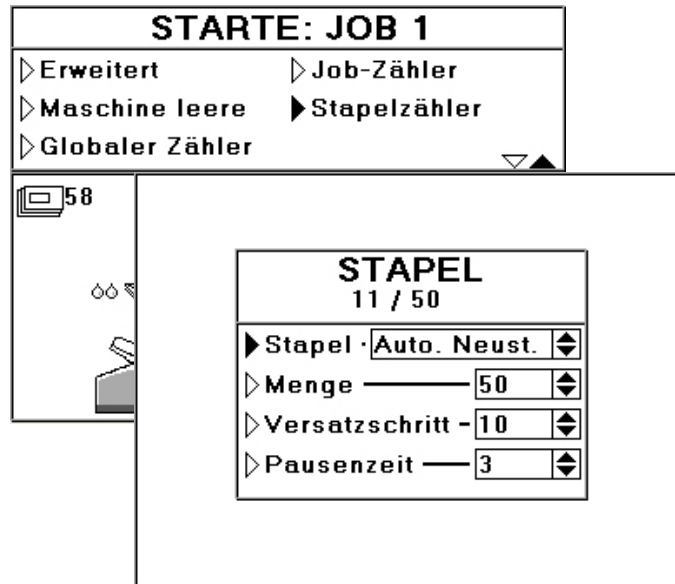 STARTE: JOB 1
Erweitert Job-Zähler
Maschine leere Stapelzähler
Globaler Zähler
58
STAPEL
11 / 50
Stapel Auto. Neust.
Menge 50
Versatzschritt 10
Pausenzeit 3